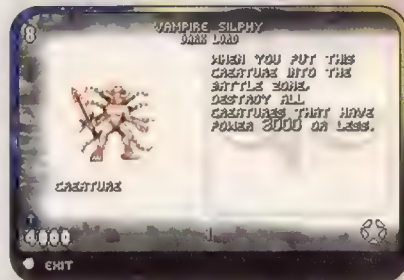 8
VAMPIRE SILPHY
DARK LORD
WHEN YOU PUT THIS
CREATURE INTO THE
BATTLE ZONE,
DESTROY ALL
CREATURES THAT HAVE
POWER 3000 OR LESS.
CREATURE
4000
EXIT